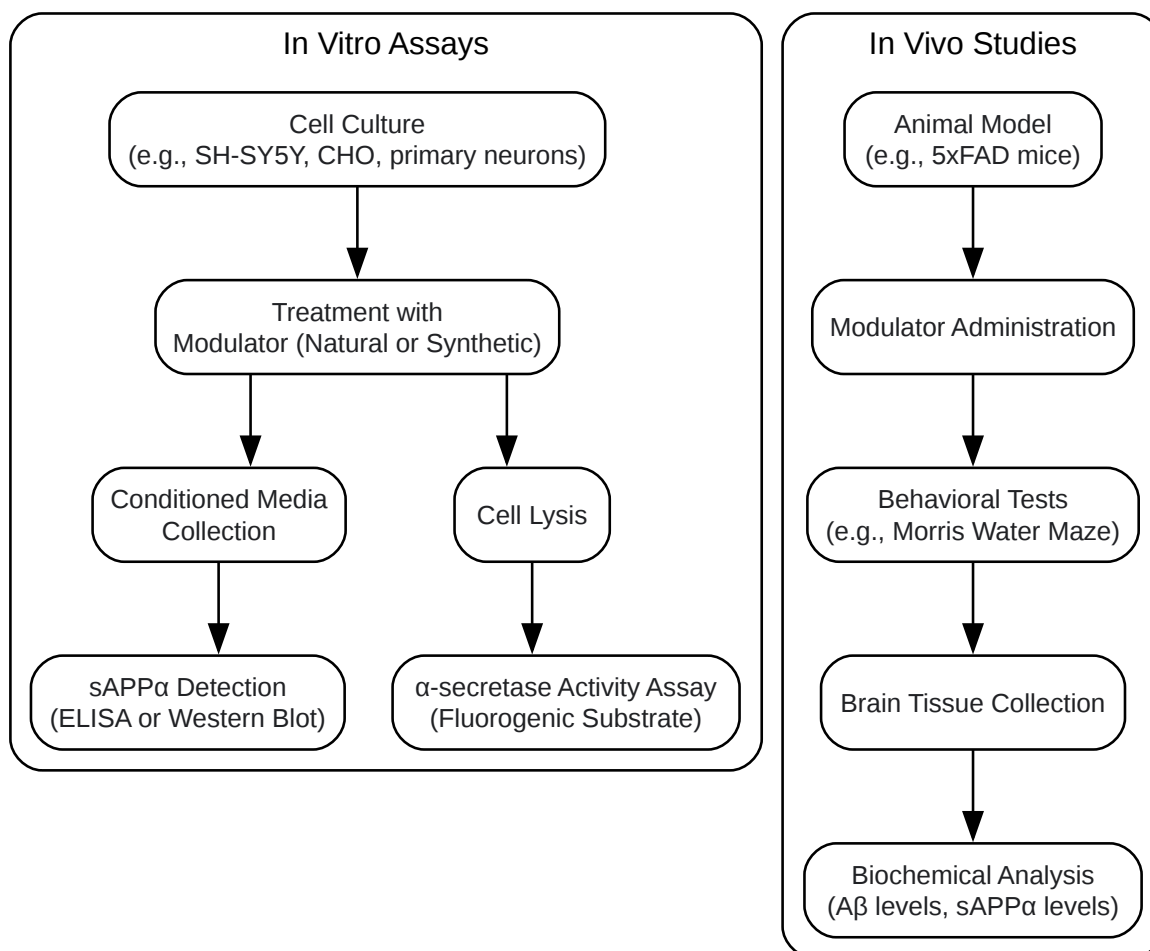 In Vitro Assays
Cell Culture
(e.g., SH-SY5Y, CHO, primary neurons)
Treatment with
Modulator (Natural or Synthetic)
Conditioned Media
Collection
Cell Lysis
sAPPα Detection
(ELISA or Western Blot)
α-secretase Activity Assay
(Fluorogenic Substrate)
In Vivo Studies
Animal Model
(e.g., 5xFAD mice)
Modulator Administration
Behavioral Tests
(e.g., Morris Water Maze)
Brain Tissue Collection
Biochemical Analysis
(Aβ levels, sAPPα levels)